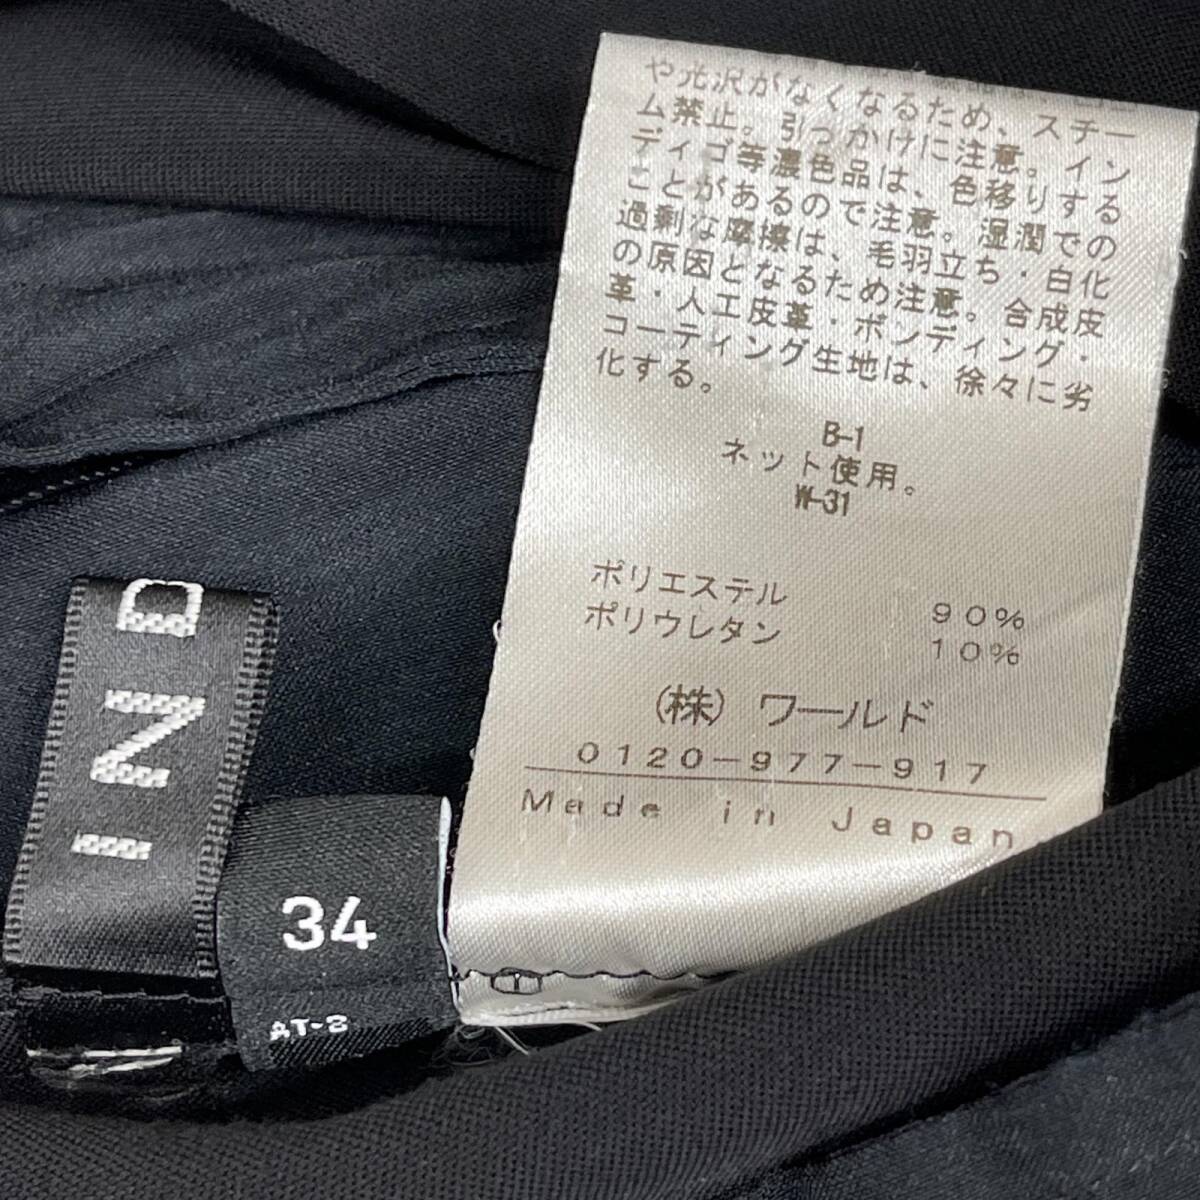 や光沢がなくなるため、スチー
ム禁止。引っかけに注意。イン
ディゴ等濃色品は、色移りする
ことがあるので注意。湿潤での
過剰な摩擦は、毛羽立ち・白化
の原因となるため注意。合成皮
革・人工皮革・ボンディング・
コーティング生地は、徐々に劣
化する。
B-1
ネット使用。
W-31
ポリエステル 90%
ポリウレタン 10%
(株) ワールド
0120-977-917
Made in Japan
IND
34
AT-2